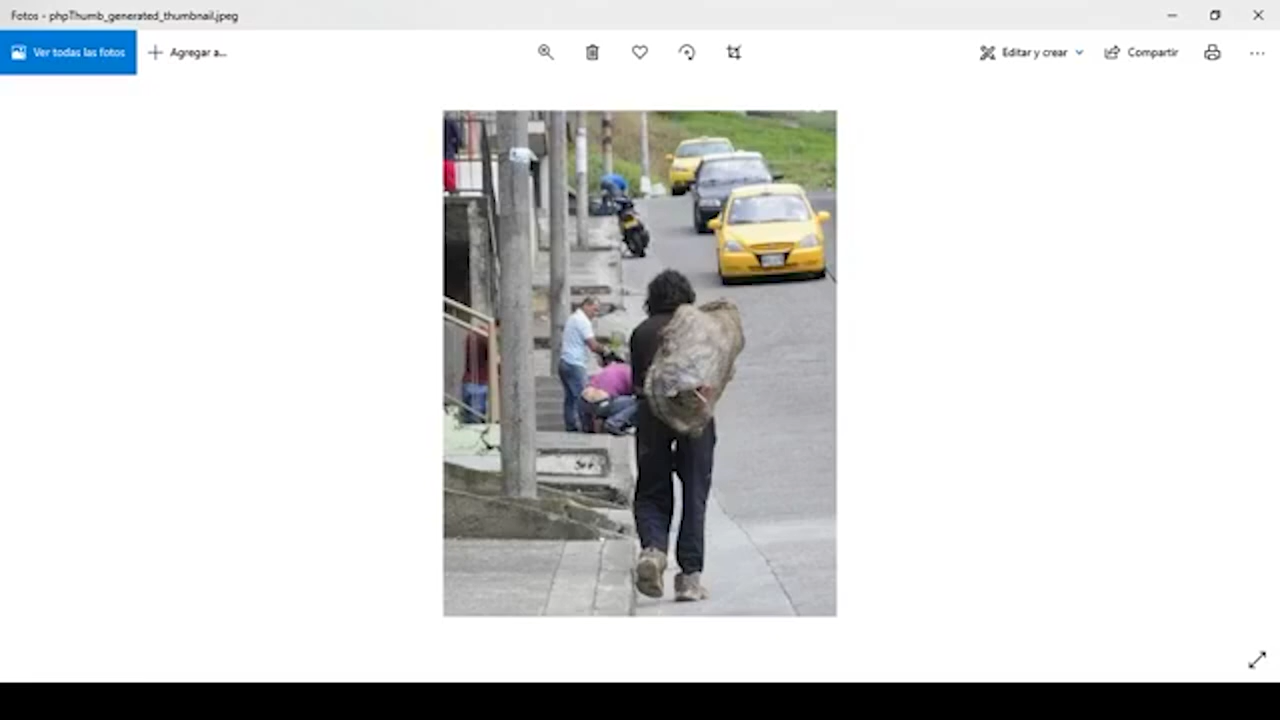 Fotos - phpThumb_generated_thumbnail.jpeg
Ver todas las fotos
Agregar a...
Editar y crear
Compartir